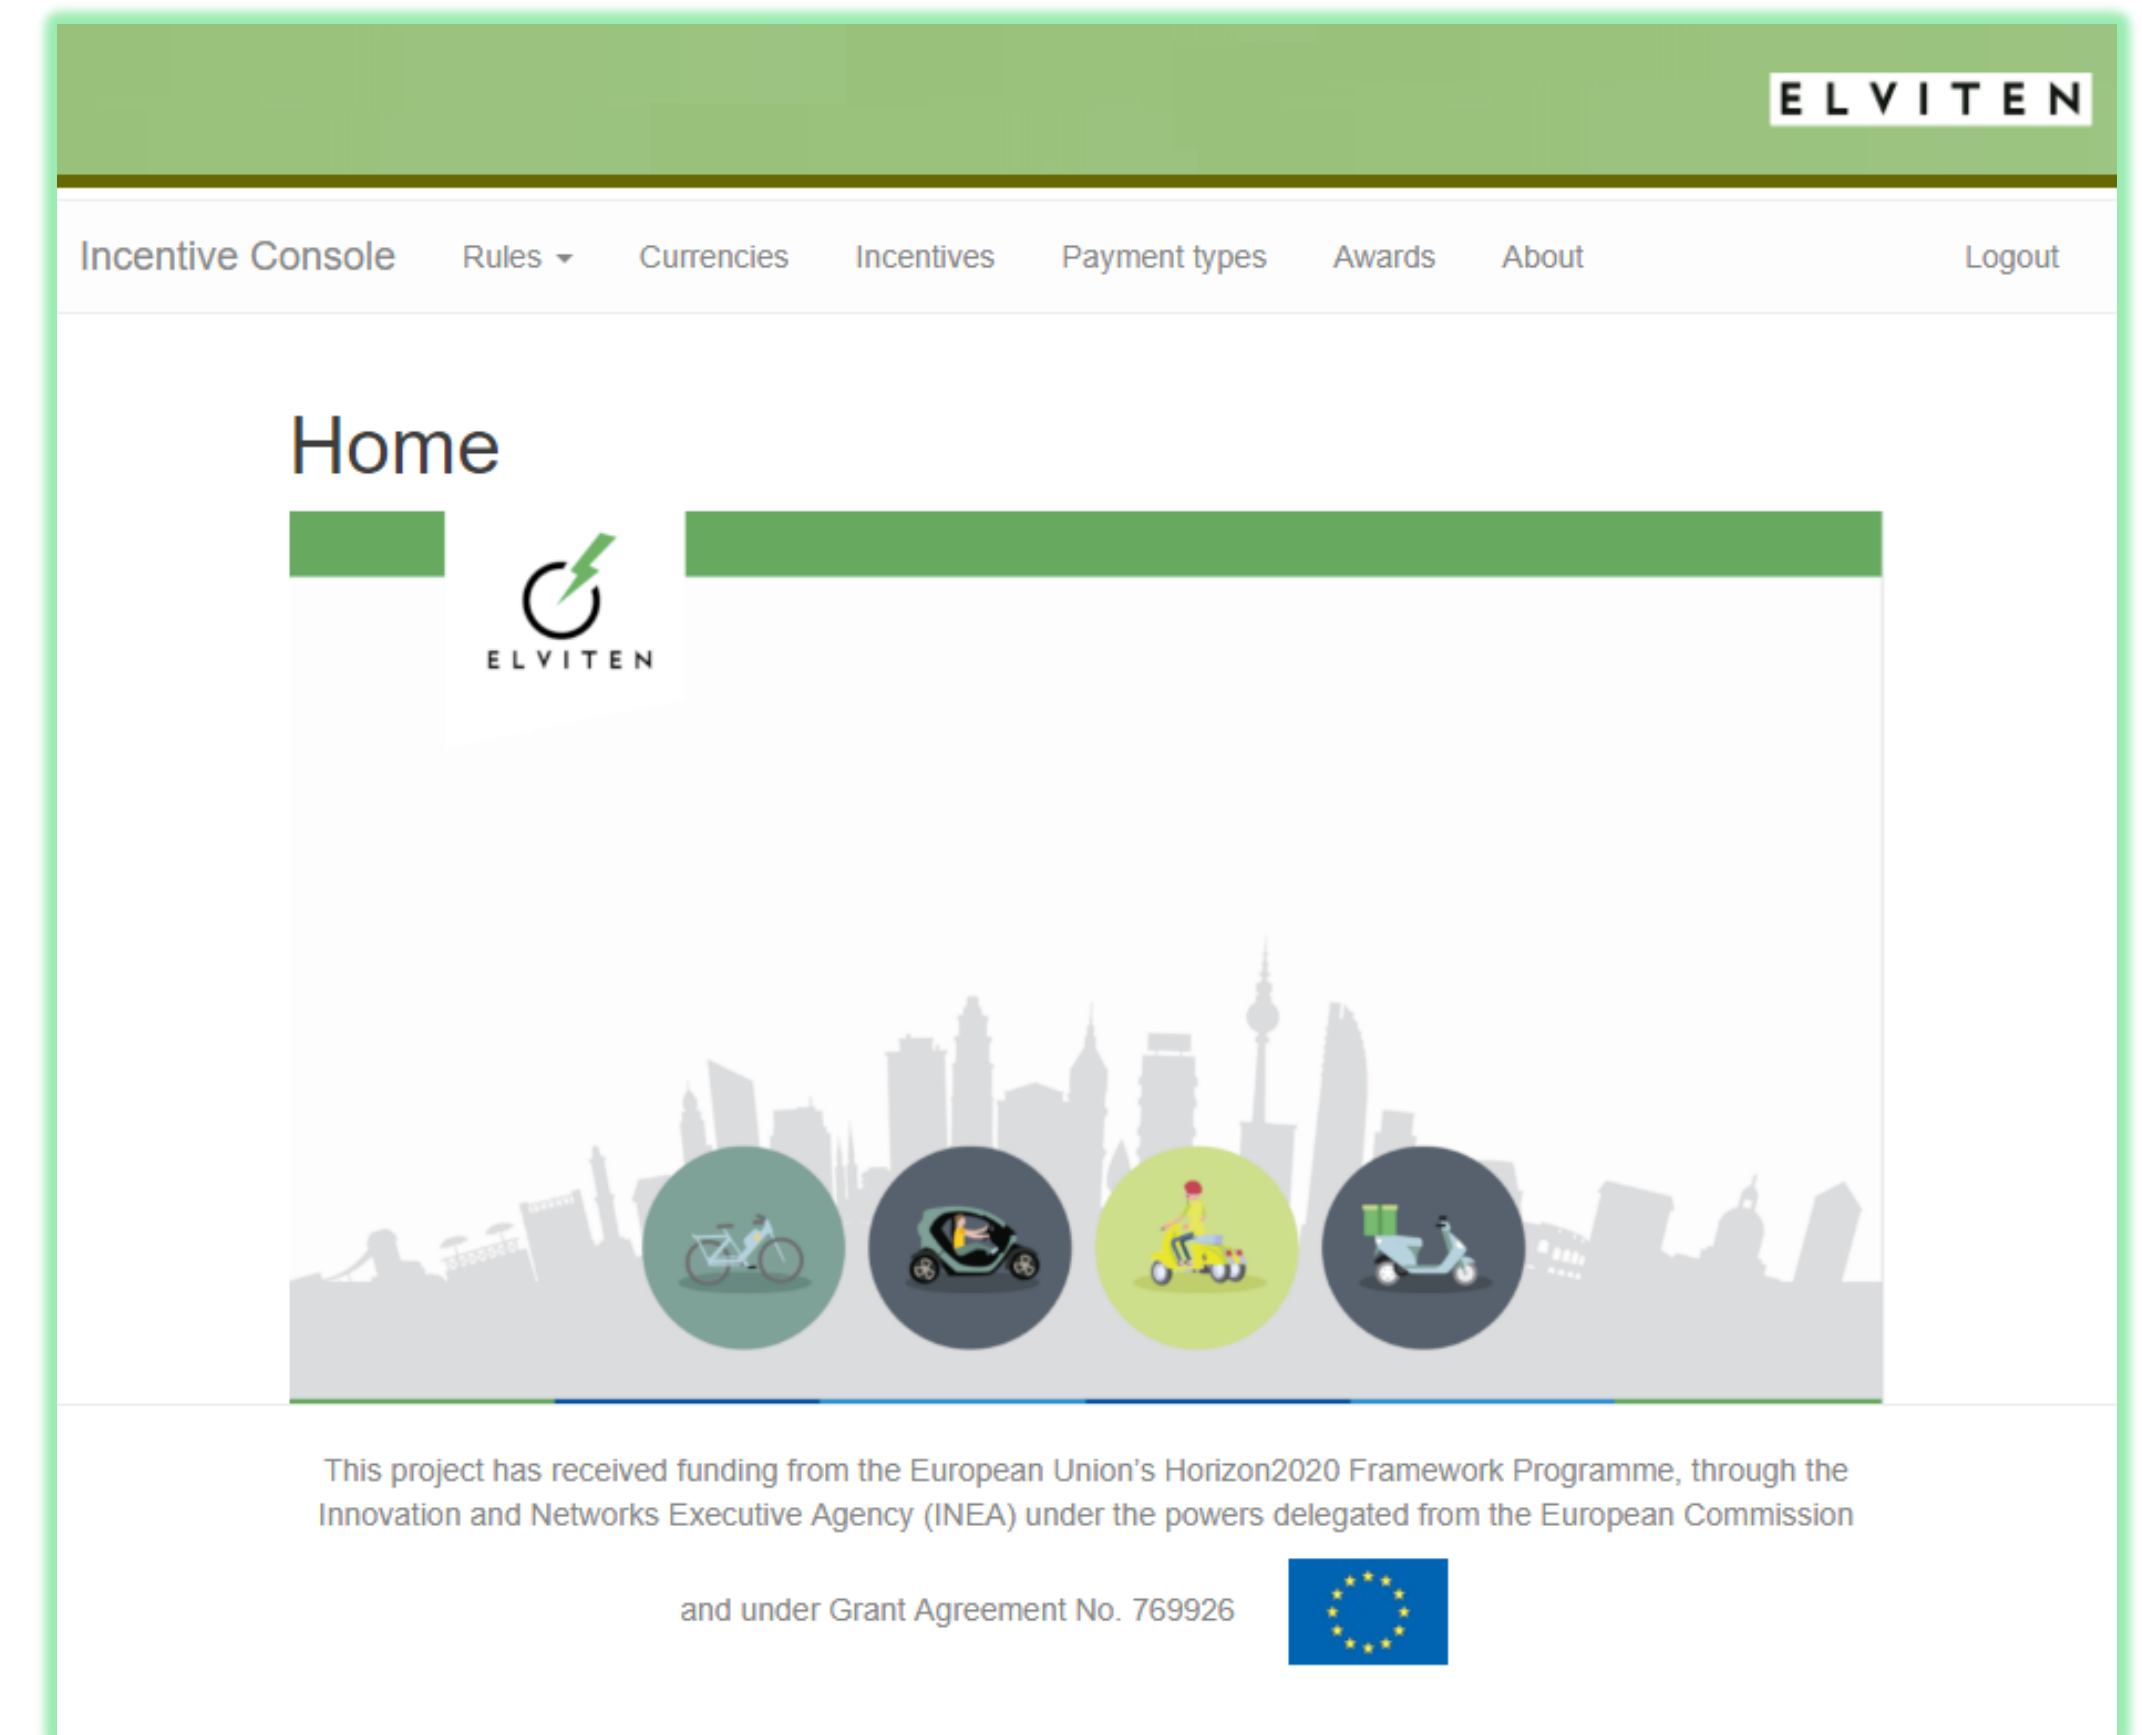 ELVITEN
Incentive Console Rules Currencies Incentives Payment types Awards About Logout
Home
ELVITEN
This project has received funding from the European Union's Horizon2020 Framework Programme, through the
Innovation and Networks Executive Agency (INEA) under the powers delegated from the European Commission
and under Grant Agreement No. 769926